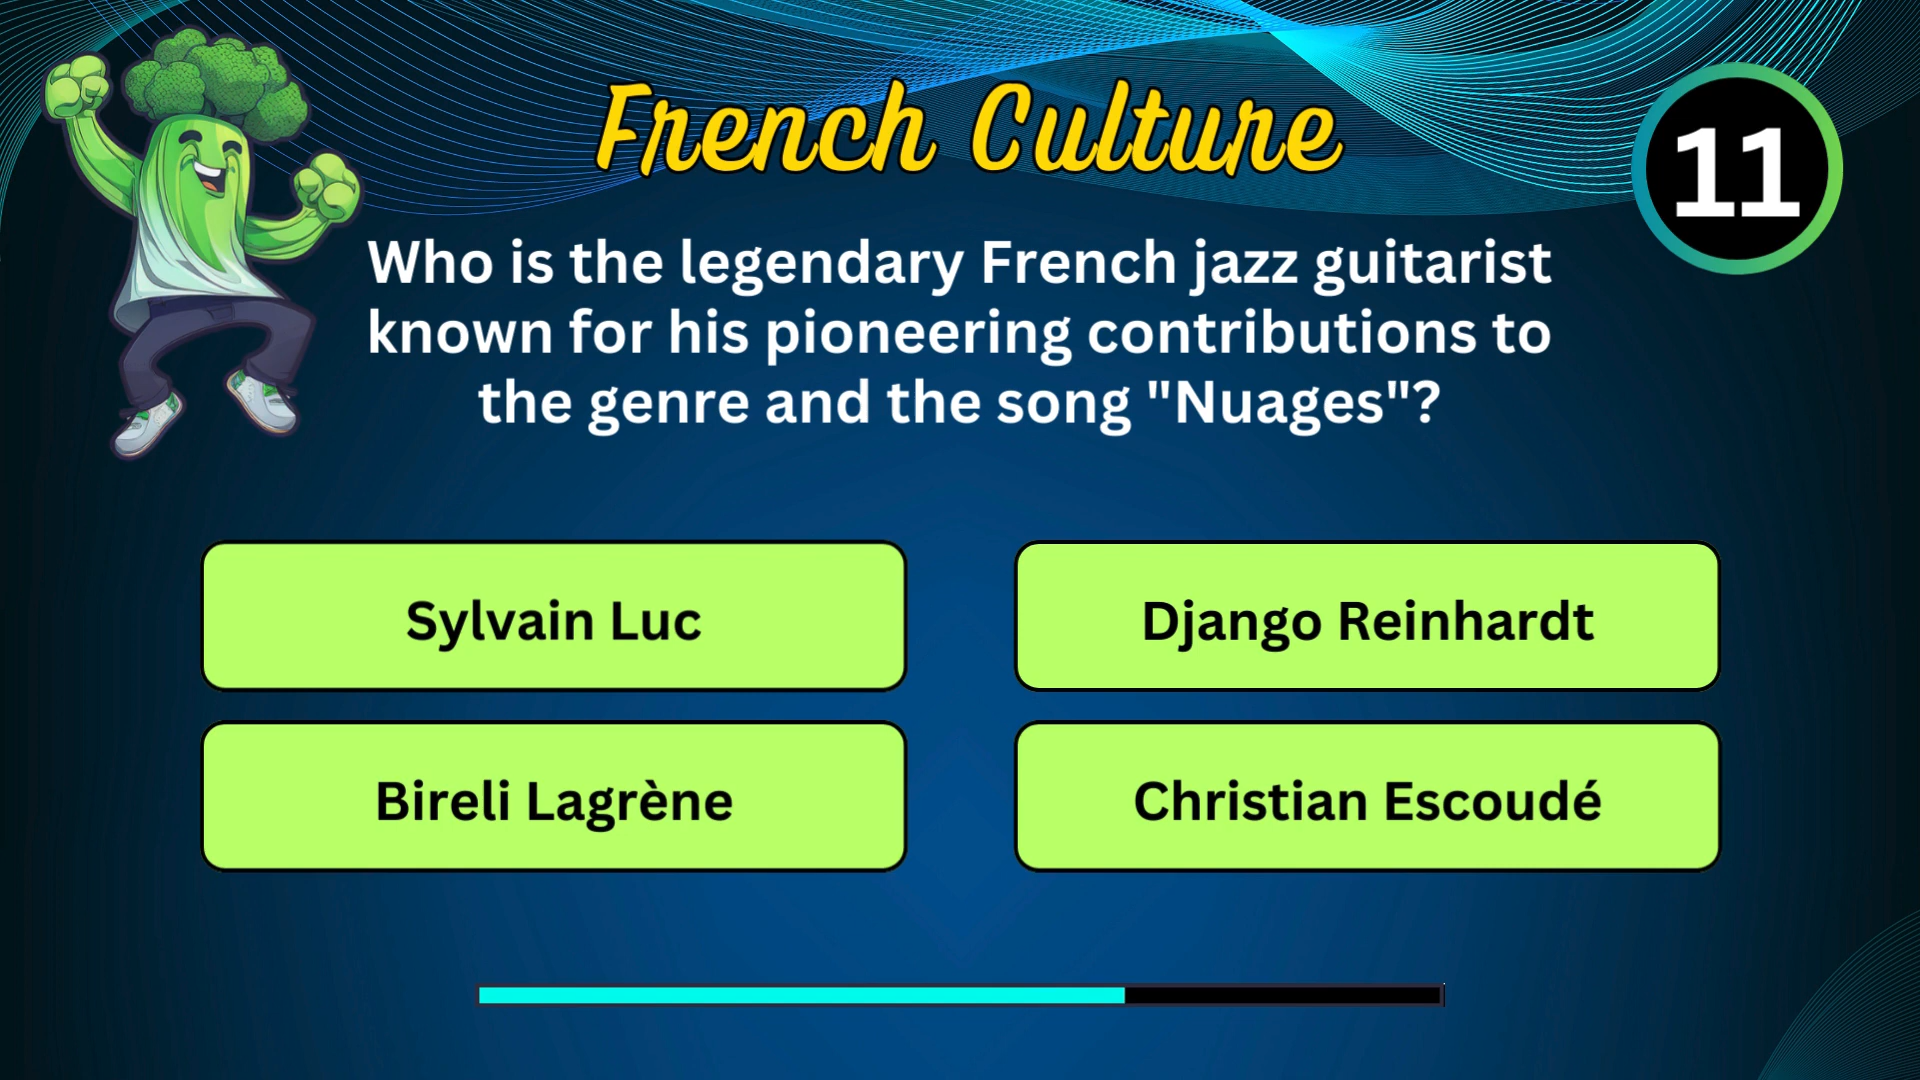 French Culture
11
Who is the legendary French jazz guitarist
known for his pioneering contributions to
the genre and the song "Nuages"?
Sylvain Luc
Django Reinhardt
Bireli Lagrène
Christian Escoudé